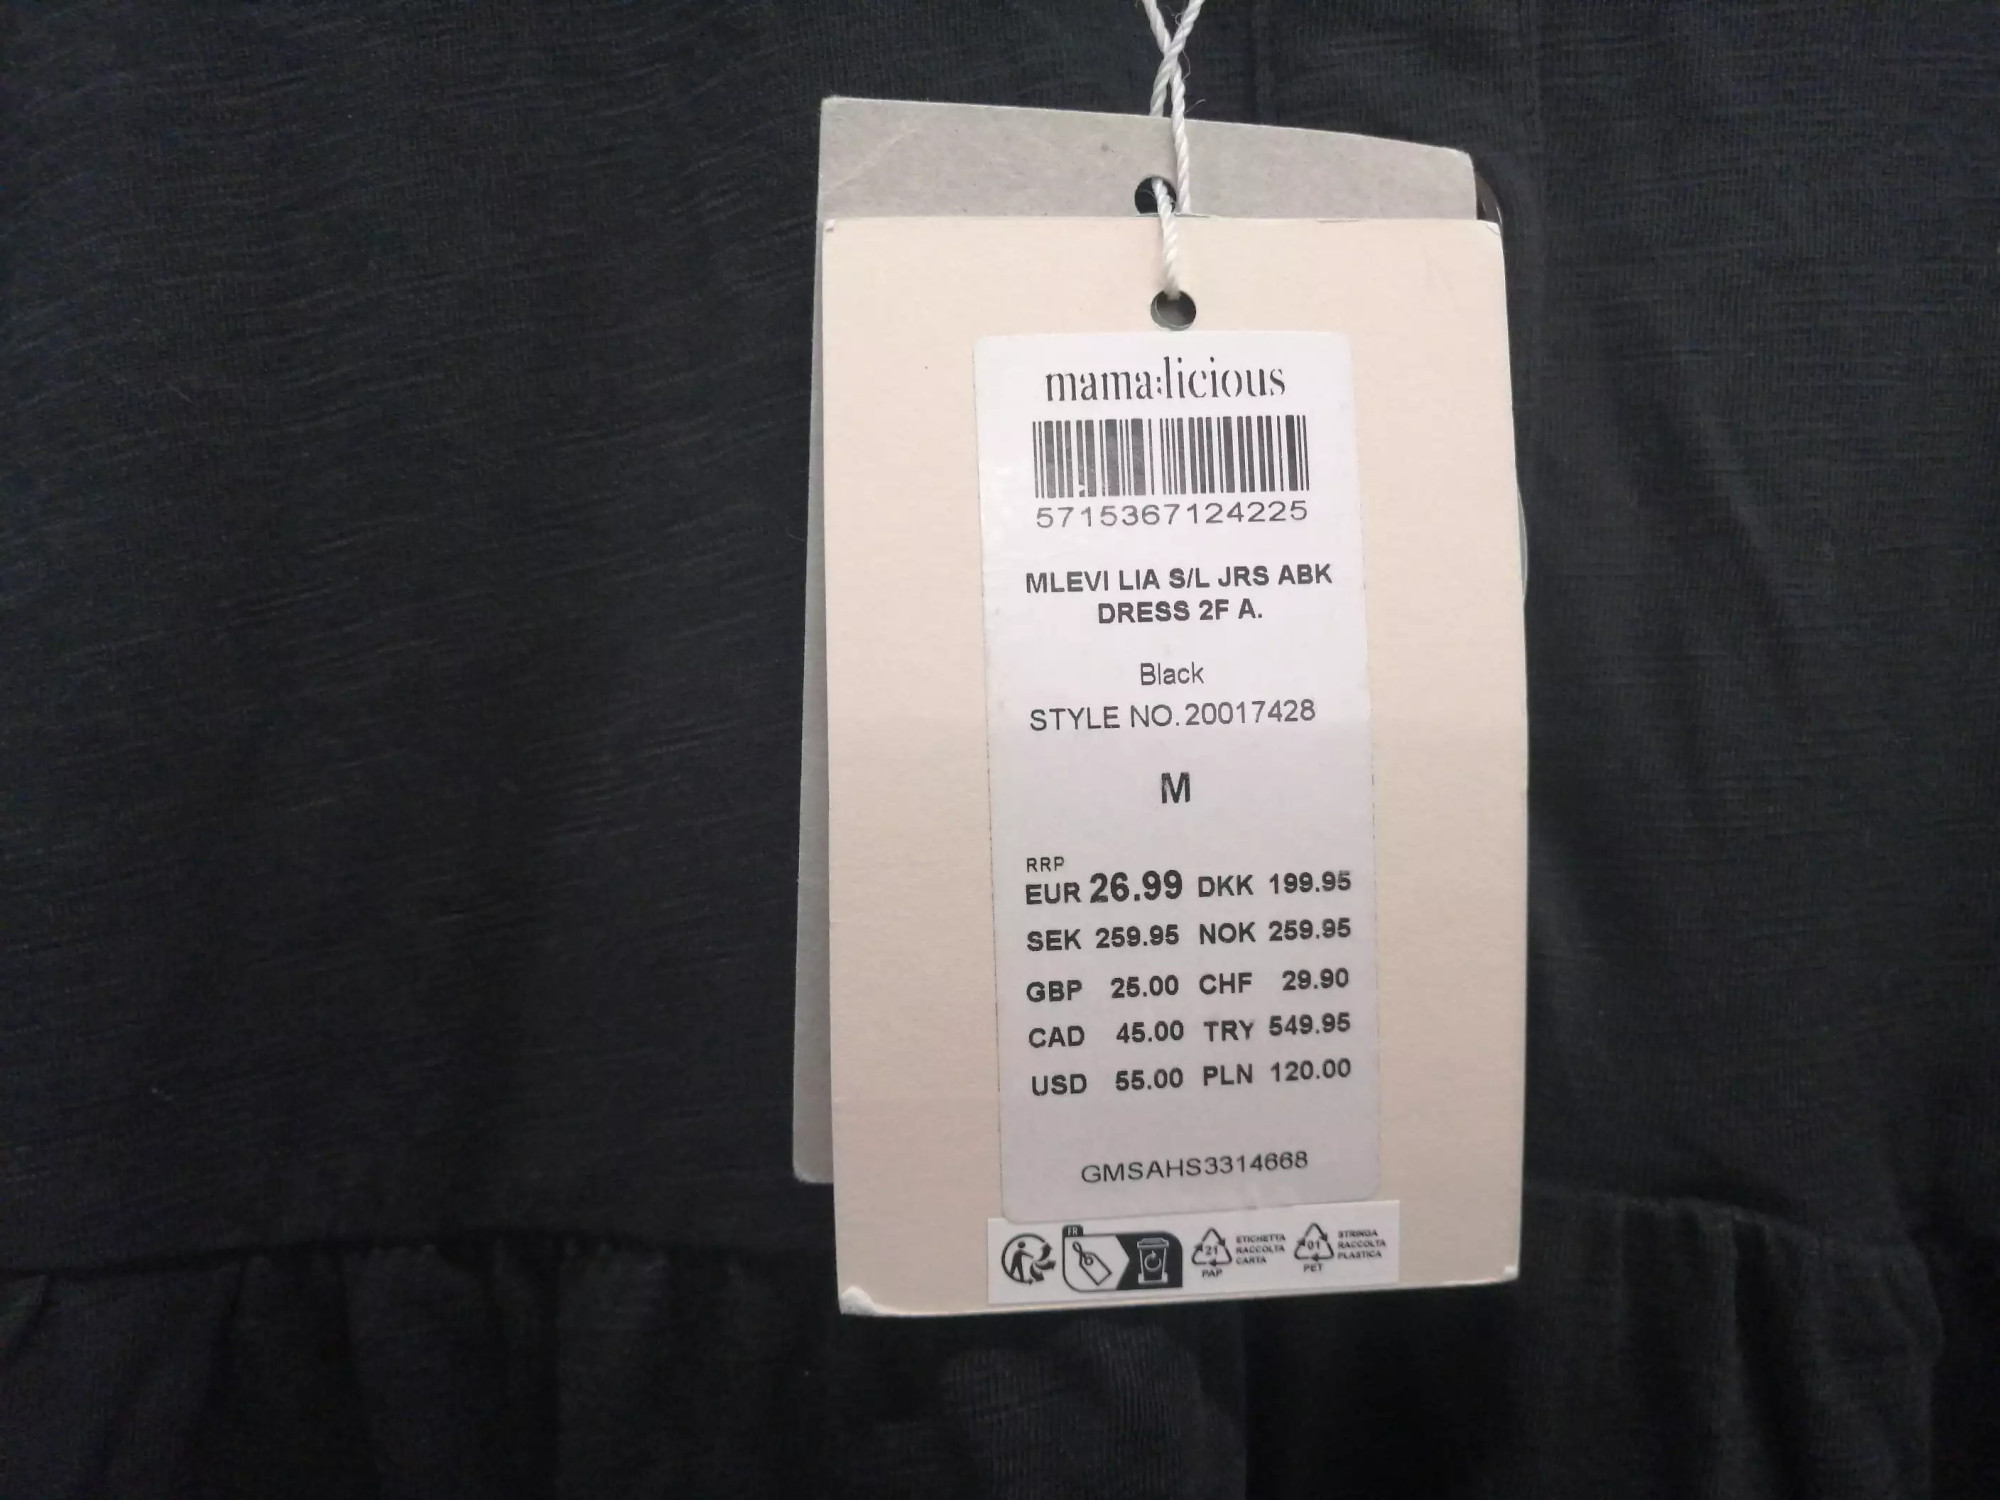 mama:licious
5715367124225
MLEVI LIA S/L JRS ABK
DRESS 2F A.
Black
STYLE NO. 20017428
M
RRP
EUR 26.99 DKK 199.95
SEK 259.95 NOK 259.95
GBP 25.00 CHF 29.90
CAD 45.00 TRY 549.95
USD 55.00 PLN 120.00
GMSAHS3314668
FR
21
PAP
ETICHETTA
RACCOLTA
CARTA
01
PET
STRINGA
RACCOLTA
PLASTICA